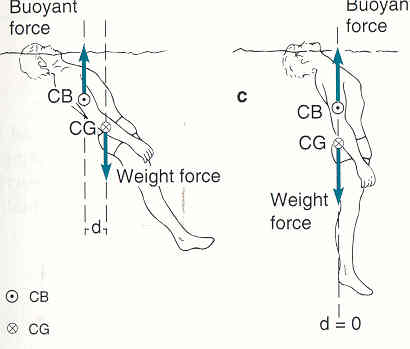 Buoyant
force
CB
CG
Weight force
d
CB
CG
c
Buoyan
force
CB
CG
Weight
force
d = 0